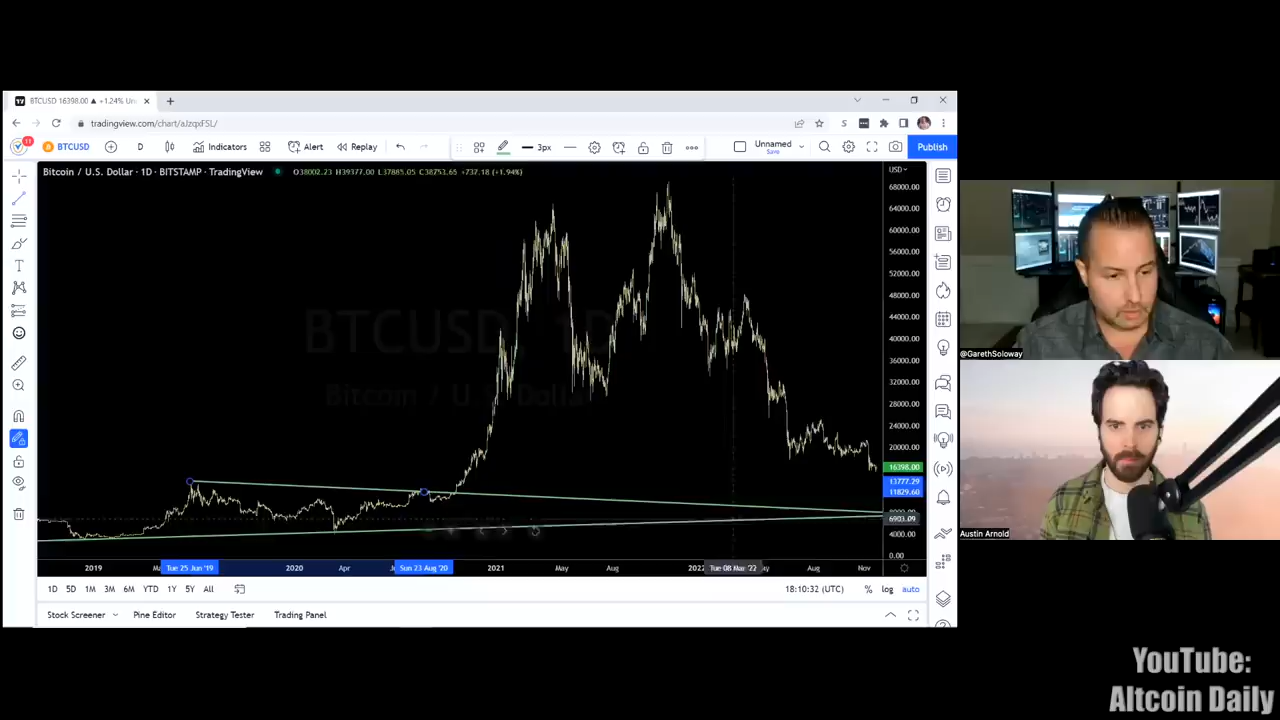 BTCUSD 16398.00 ▲ +1.24% Un
tradingview.com/chart/aJzqxFSL/
11
BTCUSD
D
Indicators
Alert
Replay
3px
Unnamed
Save
Publish
Bitcoin / U.S. Dollar · 1D · BITSTAMP · TradingView
O38002.23 H39377.00 L37885.05 C38753.65 +737.18 (+1.94%)
USD
68000.00
64000.00
60000.00
56000.00
52000.00
48000.00
44000.00
40000.00
36000.00
32000.00
28000.00
24000.00
20000.00
16398.00
13777.29
11829.60
6903.09
4000.00
0.00
BTCUSD, 1D
Bitcoin / U.S. Dollar
2019
Tue 25 Jun '19
2020
Apr
Sun 23 Aug '20
2021
May
Aug
2022
Tue 08 Mar '22
Aug
Nov
1D 5D 1M 3M 6M YTD 1Y 5Y All
18:10:32 (UTC)
%
log
auto
Stock Screener
Pine Editor
Strategy Tester
Trading Panel
@GarethSoloway
Austin Arnold
YouTube:
Altcoin Daily